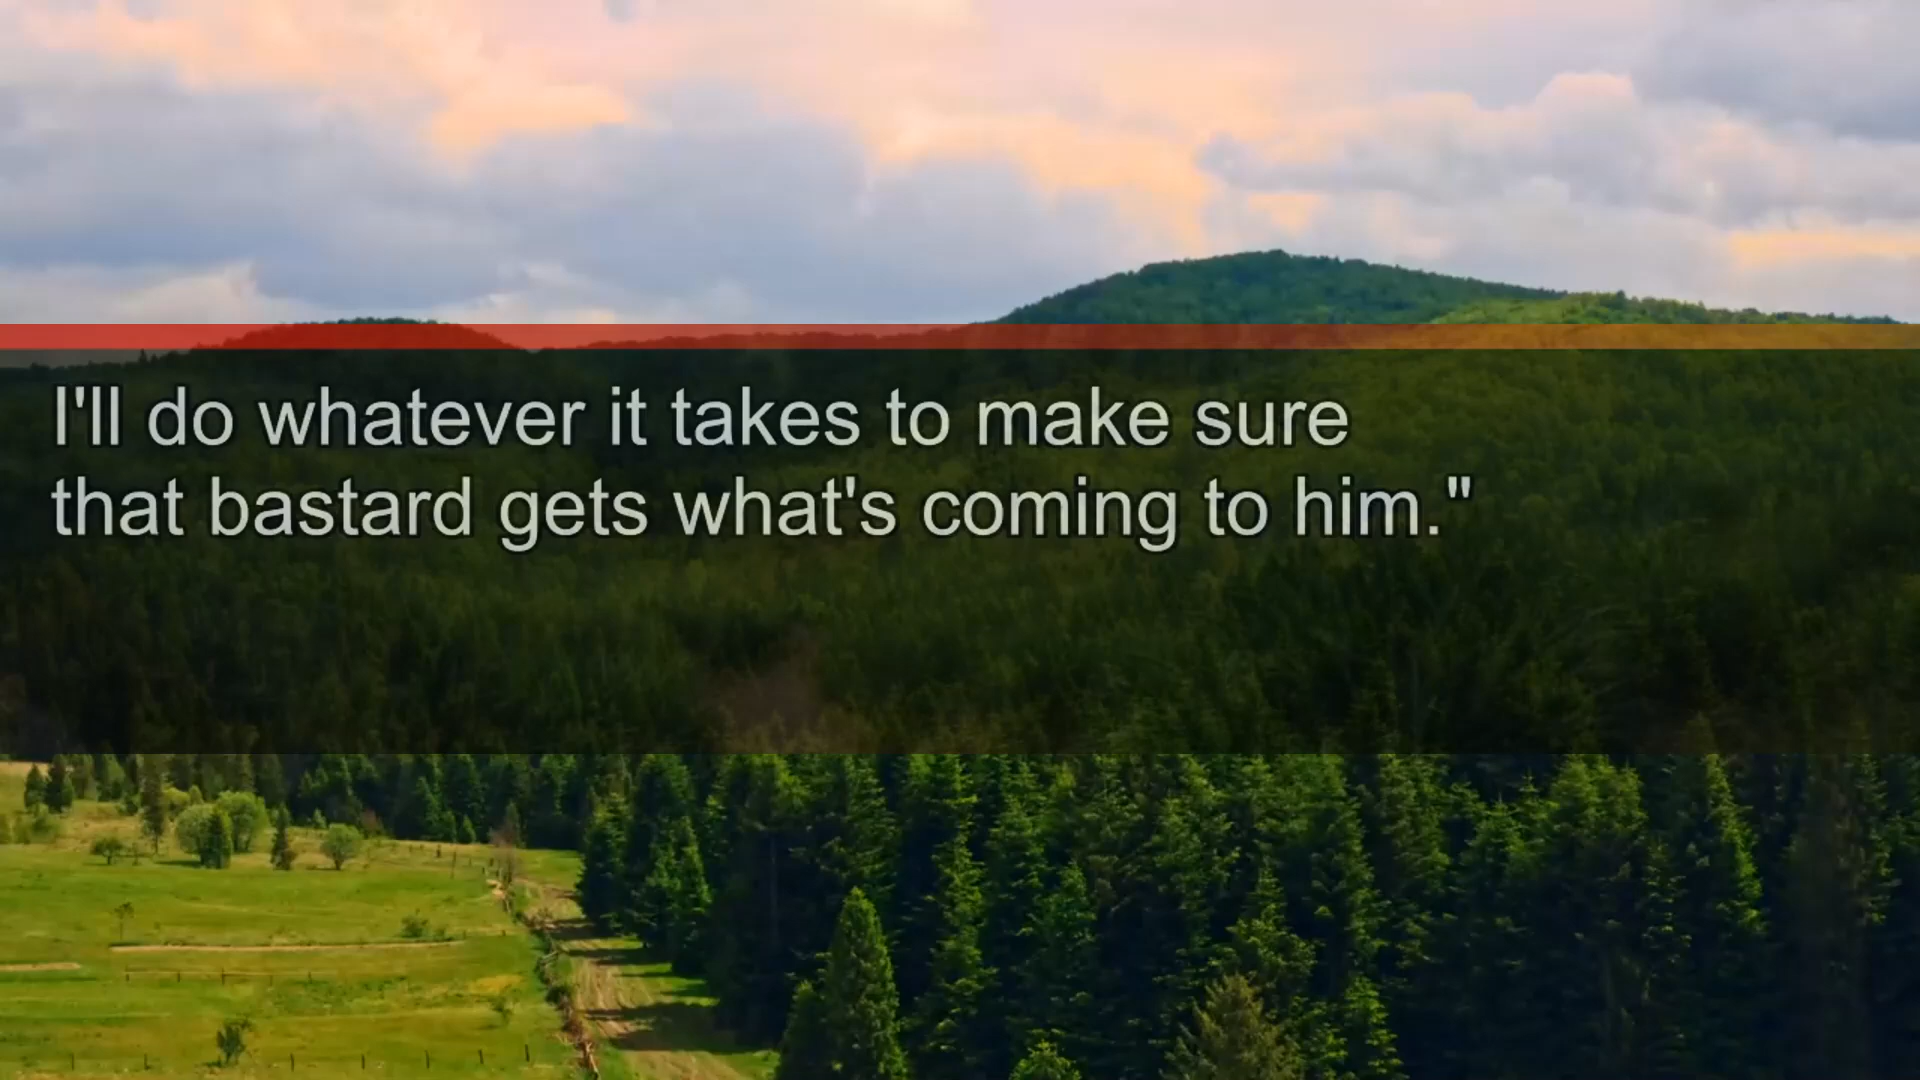 I'll do whatever it takes to make sure
that bastard gets what's coming to him."